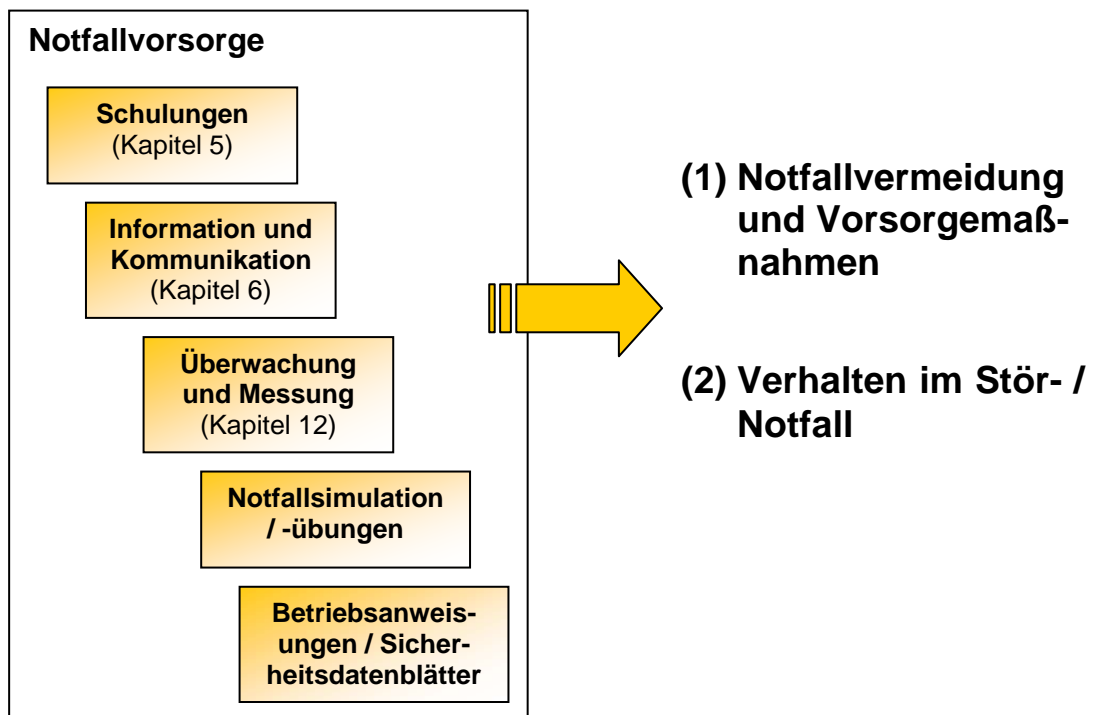 Notfallvorsorge
Schulungen
(Kapitel 5)
Information und
Kommunikation
(Kapitel 6)
Überwachung
und Messung
(Kapitel 12)
Notfallsimulation
/ -übungen
Betriebsanweis-
ungen / Sicher-
heitsdatenblätter
(1) Notfallvermeidung
und Vorsorgemaß-
nahmen
(2) Verhalten im Stör- /
Notfall